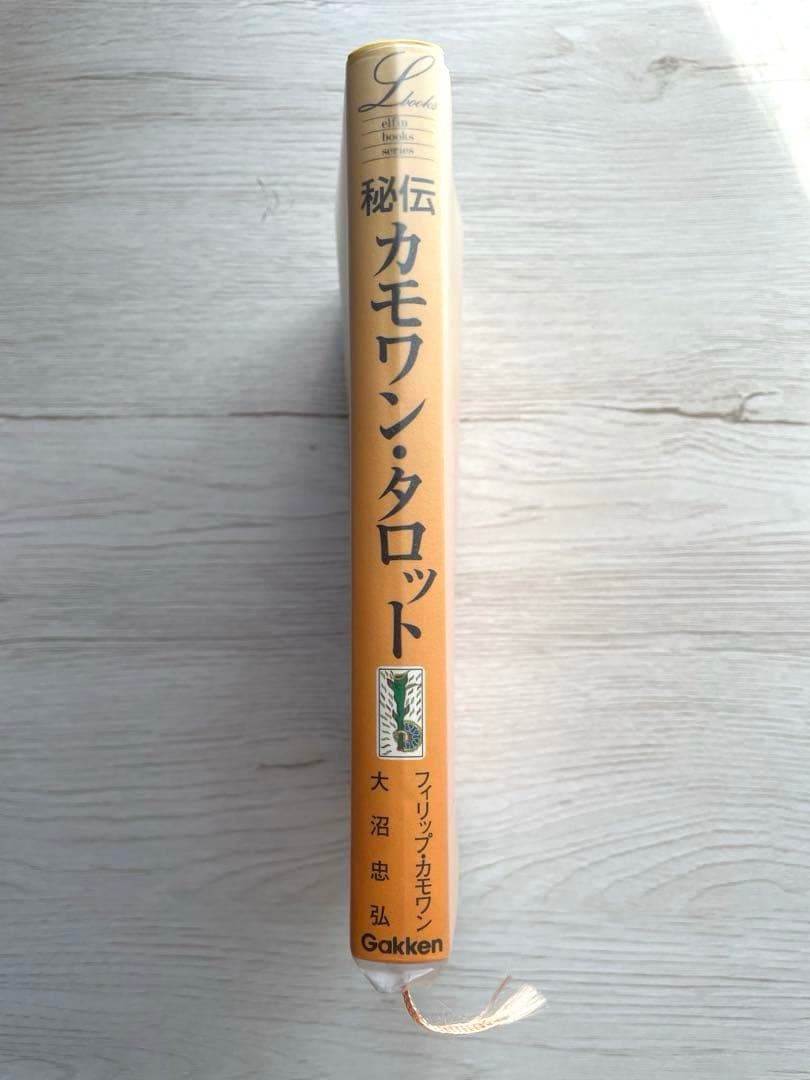 L books
elfin
books
series
秘伝
カモワン・タロット
フィリップ・カモワン
大沼忠弘
Gakken